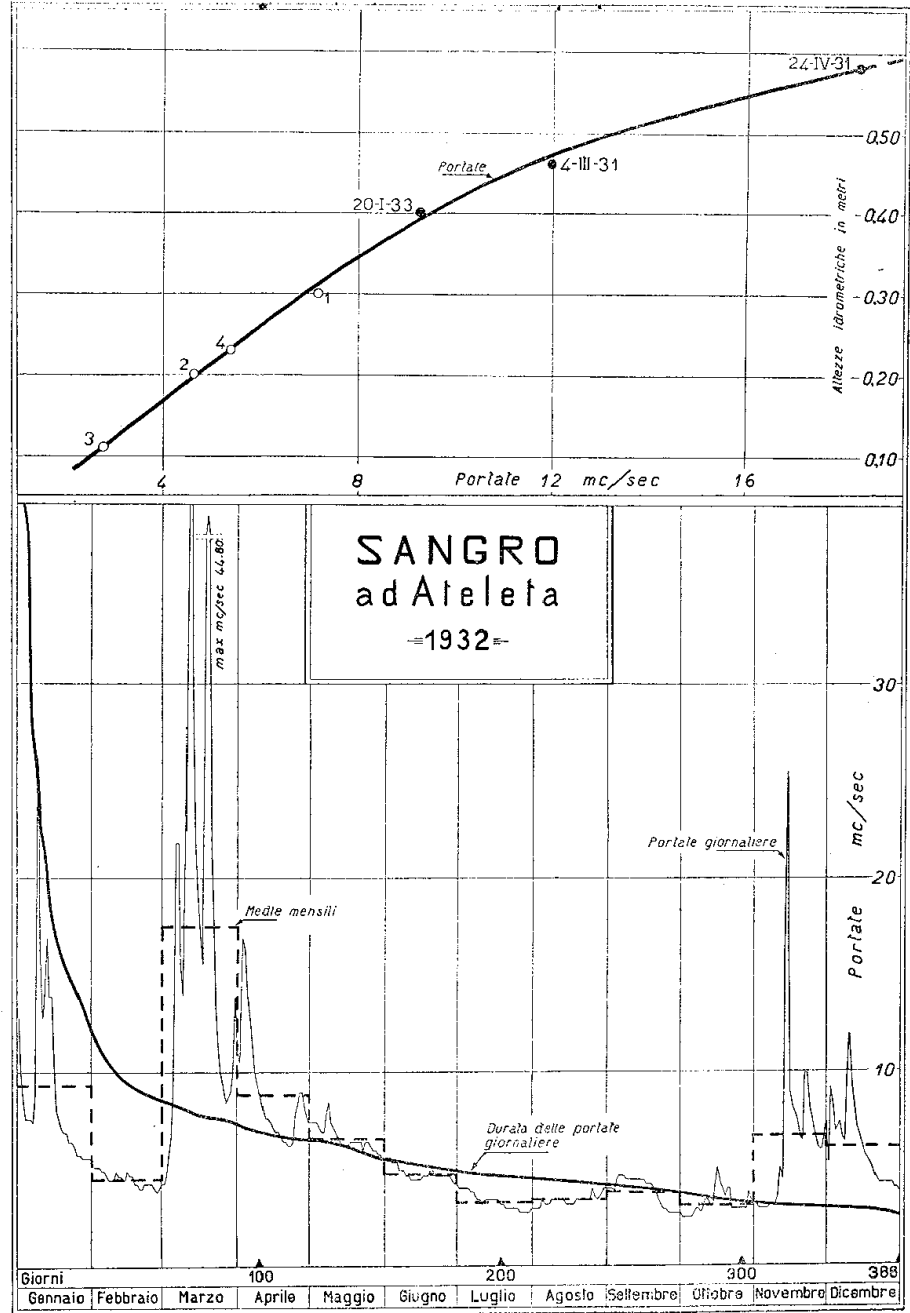 24-IV-31
0,50
Portate
4-III-31
20-I-33
0,40
Altezze idrometriche in metri
0,30
1
4
2
0,20
3
0,10
4
8
Portate
12
mc/sec
16
SANGRO
ad Ateleta
=1932=
max mc/sec 44.80
30
Portate mc/sec
Portate giornaliere
20
Medie mensili
10
Durata delle portate
giornaliere
Giorni
100
200
300
366
Gennaio Febbraio Marzo Aprile Maggio Giugno Luglio Agosto Settembre Ottobre Novembre Dicembre